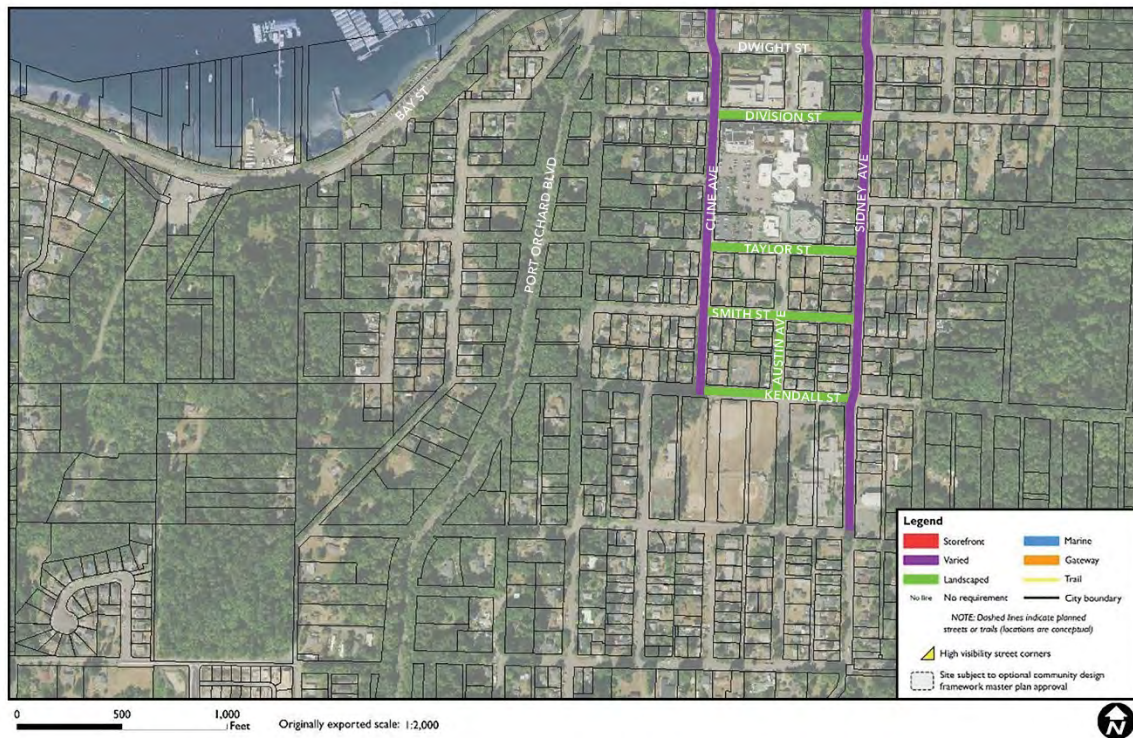 DWIGHT ST
BAY ST
DIVISION ST
PORT ORCHARD BLVD
CLINE AVE
SIDNEY AVE
TAYLOR ST
SMITH ST
AUSTIN AVE
KENDALL ST
Legend
Storefront
Marine
Varied
Gateway
Landscaped
Trail
No line No requirement
City boundary
NOTE: Dashed lines indicate planned
streets or trails (locations are conceptual)
High visibility street corners
Site subject to optional community design
framework master plan approval
0 500 1,000
Feet
Originally exported scale: 1:2,000
N